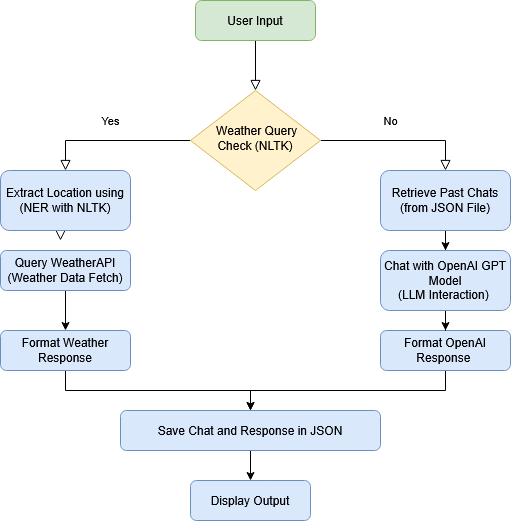 User Input
Weather Query
Check (NLTK)
Yes
No
Extract Location using
(NER with NLTK)
Retrieve Past Chats
(from JSON File)
Query WeatherAPI
(Weather Data Fetch)
Chat with OpenAI GPT
Model
(LLM Interaction)
Format Weather
Response
Format OpenAI
Response
Save Chat and Response in JSON
Display Output